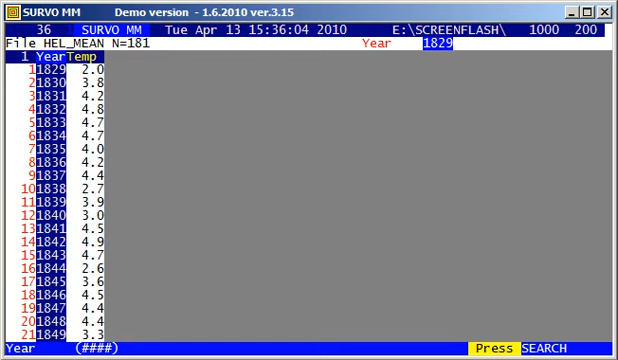 SURVO MM Demo version - 1.6.2010 ver.3.15
36 SURVO MM Tue Apr 13 15:36:04 2010 E:\SCREENFLASH\ 1000 200
File HEL_MEAN N=181 Year 1829
1 Year Temp
1 1829 2.0
2 1830 3.8
3 1831 4.2
4 1832 4.8
5 1833 4.7
6 1834 4.7
7 1835 4.0
8 1836 4.2
9 1837 4.4
10 1838 2.7
11 1839 3.9
12 1840 3.0
13 1841 4.5
14 1842 4.9
15 1843 4.7
16 1844 2.6
17 1845 3.6
18 1846 4.5
19 1847 4.4
20 1848 4.4
21 1849 3.3
Year (####) Press SEARCH